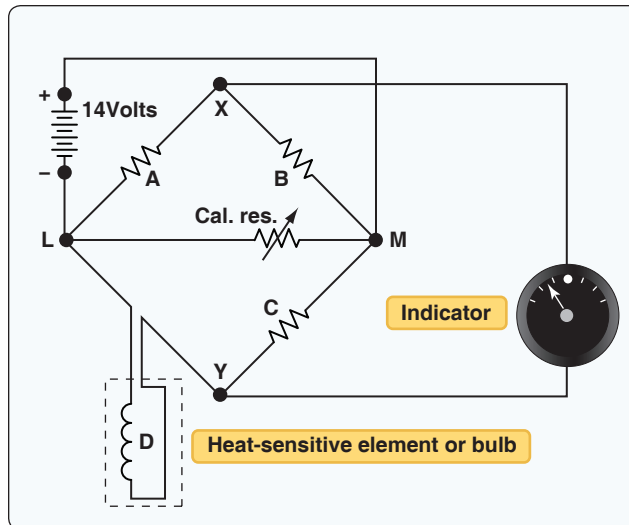 +
14Volts
X
A
B
−
Cal. res.
L
M
C
Indicator
Y
D
Heat-sensitive element or bulb